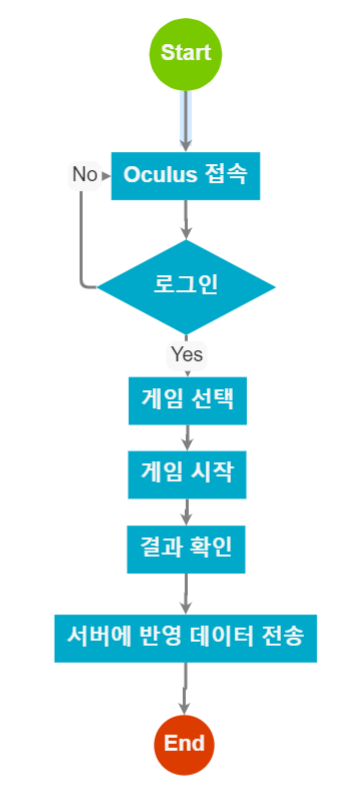 Start
Oculus 접속
No
로그인
Yes
게임 선택
게임 시작
결과 확인
서버에 반영 데이터 전송
End